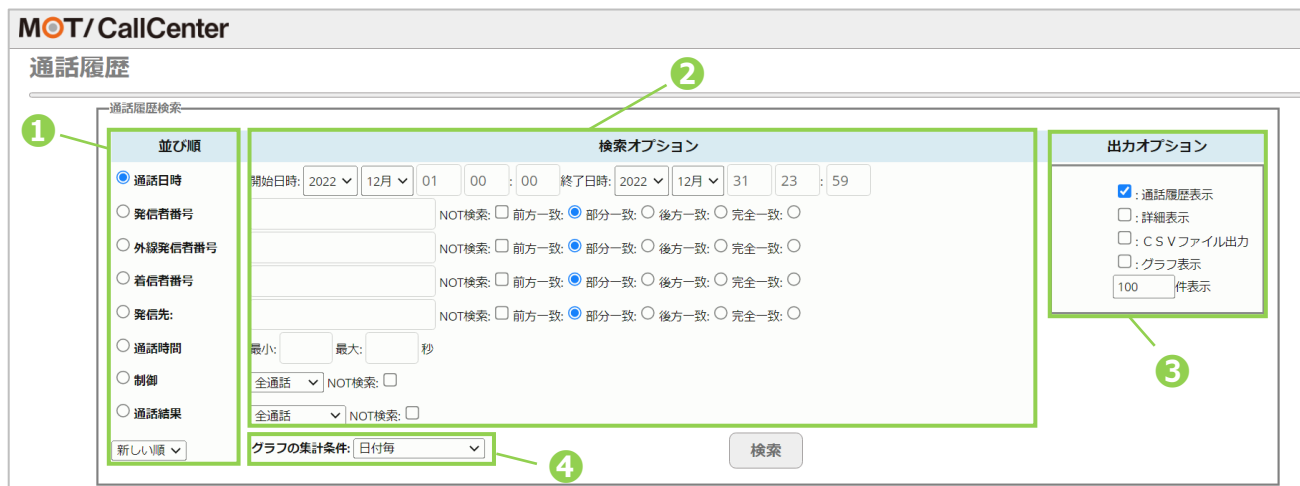 MOT/CallCenter
通話履歴
2
通話履歴検索
1
並び順 検索オプション 出力オプション
通話日時 開始日時: 2022 12月 01 00 : 00 終了日時: 2022 12月 31 23 : 59
: 通話履歴表示
発信者番号 NOT検索: 前方一致: 部分一致: 後方一致: 完全一致:
: 詳細表示
外線発信者番号 NOT検索: 前方一致: 部分一致: 後方一致: 完全一致:
: ＣＳＶファイル出力
: グラフ表示
着信者番号 NOT検索: 前方一致: 部分一致: 後方一致: 完全一致:
100 件表示
発信先: NOT検索: 前方一致: 部分一致: 後方一致: 完全一致:
通話時間 最小: 最大: 秒
3
制御 全通話 NOT検索:
通話結果 全通話 NOT検索:
新しい順 グラフの集計条件: 日付毎 検索
4